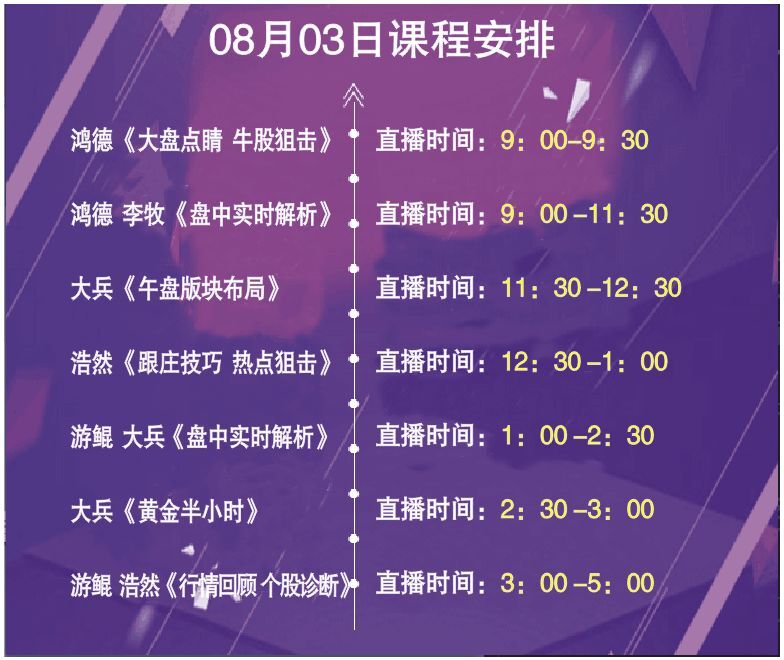 08月03日课程安排
鸿德《大盘点睛 牛股狙击》 直播时间：9：00-9：30
鸿德 李牧《盘中实时解析》 直播时间：9：00-11：30
大兵《午盘版块布局》 直播时间：11：30-12：30
浩然《跟庄技巧 热点狙击》 直播时间：12：30-1：00
游鲲 大兵《盘中实时解析》 直播时间：1：00-2：30
大兵《黄金半小时》 直播时间：2：30-3：00
游鲲 浩然《行情回顾 个股诊断》 直播时间：3：00-5：00